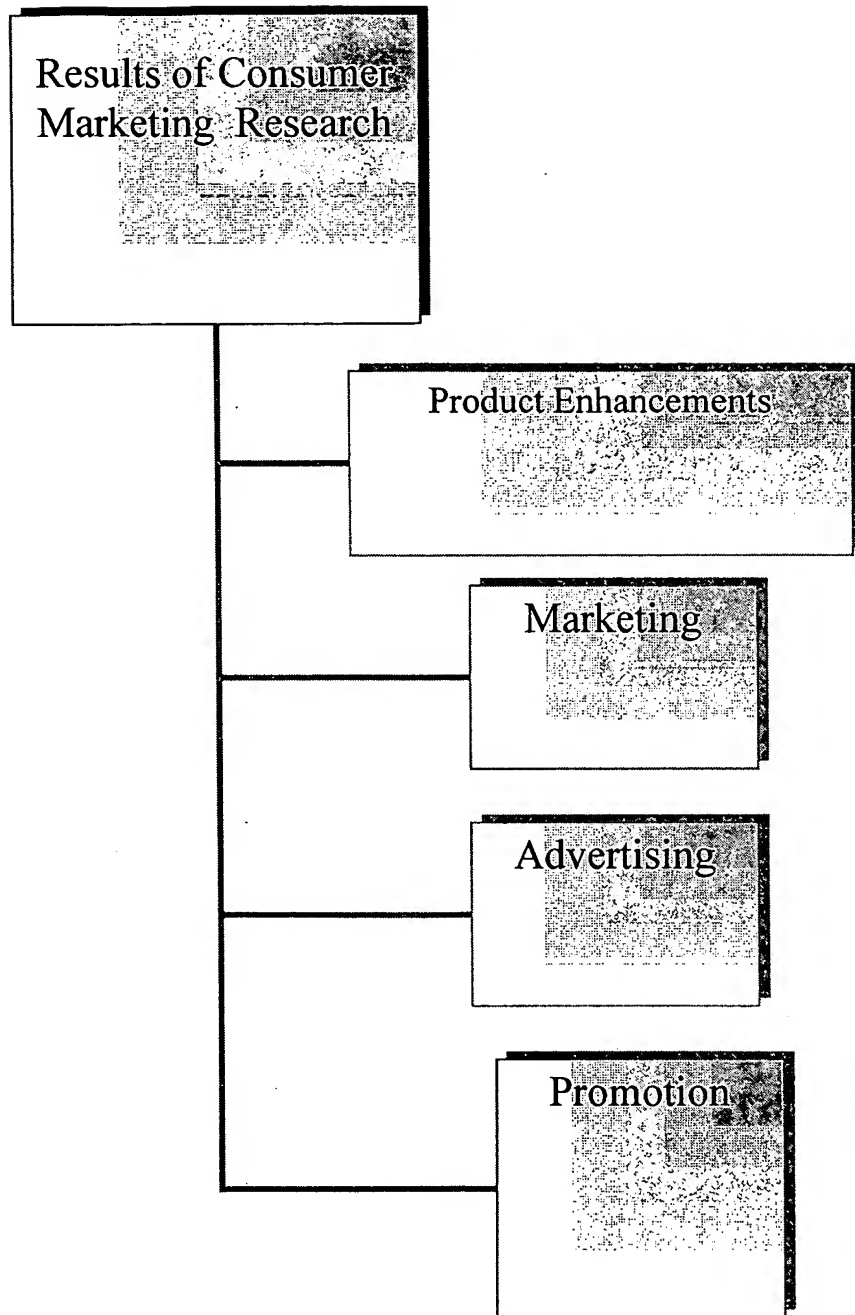 Results of Consumer
Marketing Research
Product Enhancements
Marketing
Advertising
Promotion